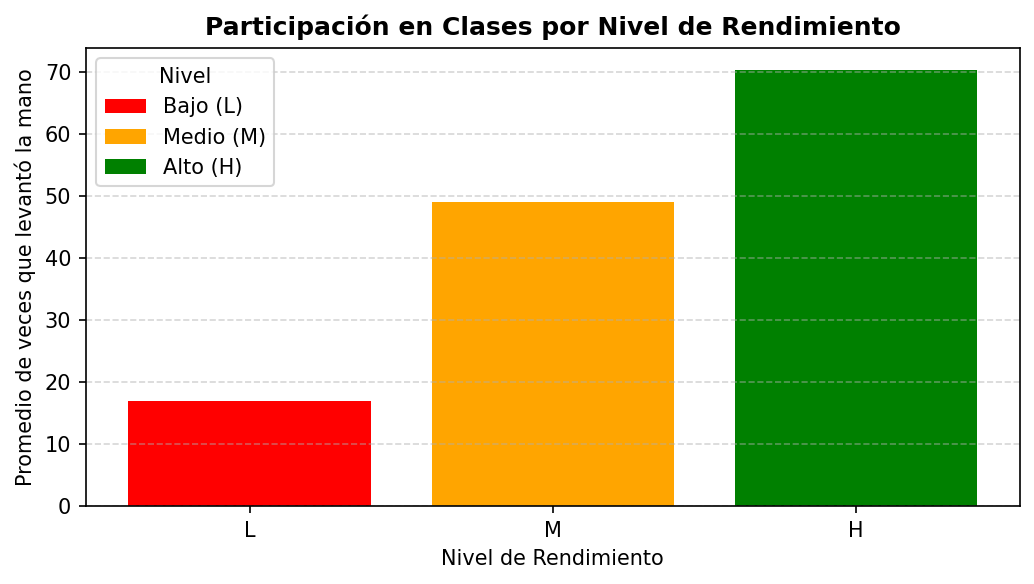 Participación en Clases por Nivel de Rendimiento
Promedio de veces que levantó la mano
70
60
50
40
30
20
10
0
Nivel
Bajo (L)
Medio (M)
Alto (H)
L
M
H
Nivel de Rendimiento